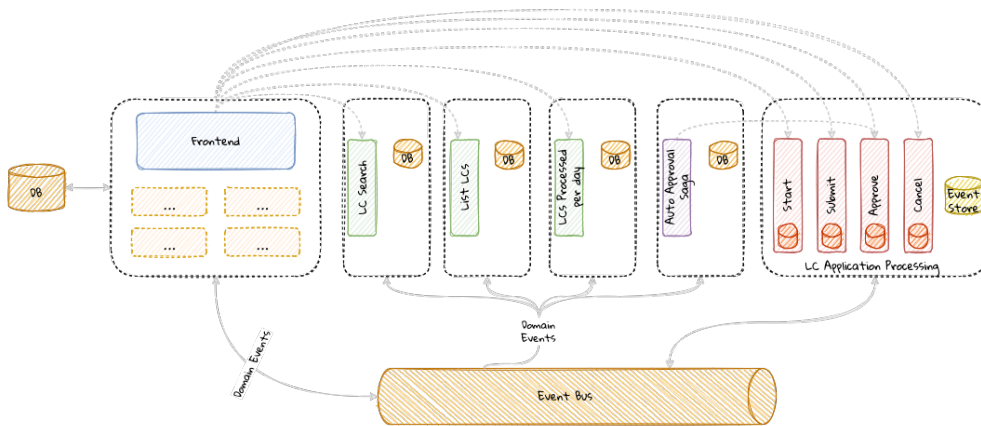 Frontend
DB
...
...
...
...
LC Search
DB
List LCs
DB
LCs Processed
per day
DB
Auto Approval
Saga
DB
Start
Submit
Approve
Cancel
Event
Store
LC Application Processing
Domain
Events
Domain Events
Event Bus